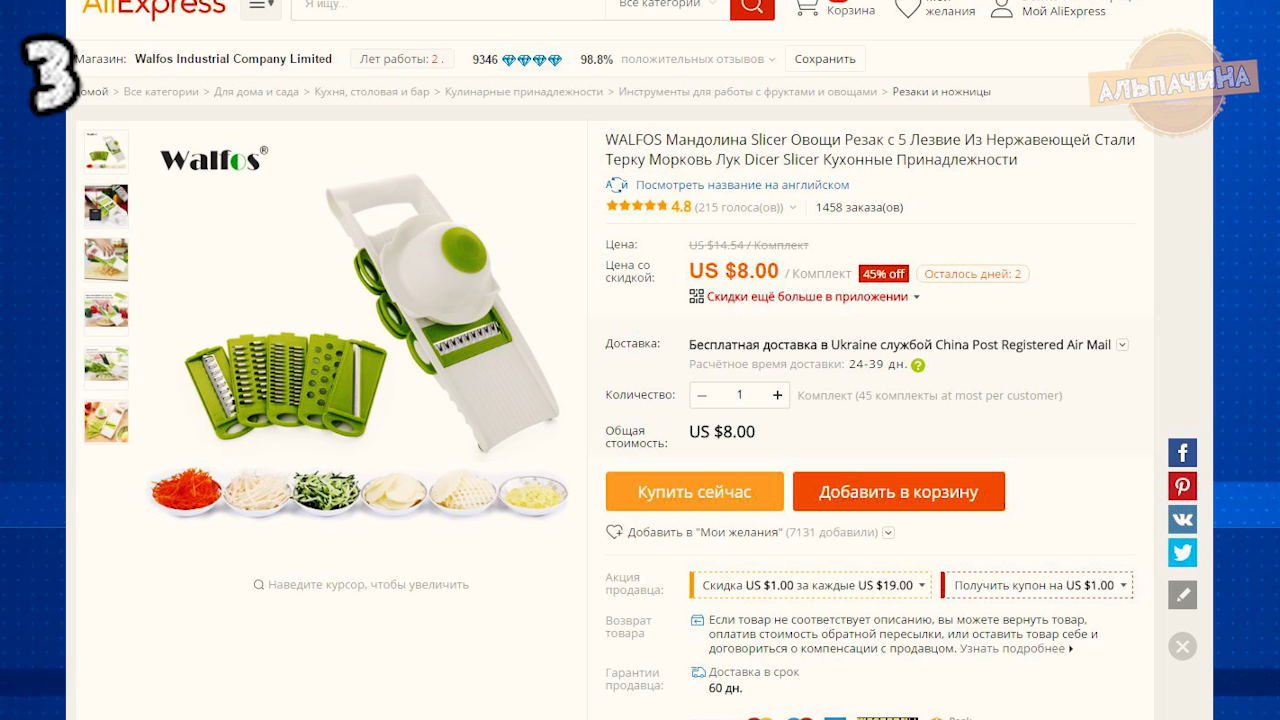 AliExpress
Я ищу...
Все категории
Корзина
желания
Мой AliExpress
3
АЛЬПАЧИНА
Магазин: Walfos Industrial Company Limited
Лет работы: 2 .
9346
98.8% положительных отзывов
Сохранить
> Все категории > Для дома и сада > Кухня, столовая и бар > Кулинарные принадлежности > Инструменты для работы с фруктами и овощами > Резаки и ножницы
Walfos®
WALFOS Мандолина Slicer Овощи Резак с 5 Лезвие Из Нержавеющей Стали
Терку Морковь Лук Dicer Slicer Кухонные Принадлежности
Посмотреть название на английском
4.8 (215 голоса(ов)) 1458 заказа(ов)
Цена: US $14.54 / Комплект
Цена со скидкой: US $8.00 / Комплект 45% off Осталось дней: 2
Скидки ещё больше в приложении
Доставка: Бесплатная доставка в Ukraine службой China Post Registered Air Mail
Расчётное время доставки: 24-39 дн. ?
Количество: – 1 + Комплект (45 комплекты at most per customer)
Общая стоимость: US $8.00
Купить сейчас
Добавить в корзину
Добавить в "Мои желания" (7131 добавили)
Наведите курсор, чтобы увеличить
Акция продавца: Скидка US $1.00 за каждые US $19.00 Получить купон на US $1.00
Возврат товара
Если товар не соответствует описанию, вы можете вернуть товар,
оплатив стоимость обратной пересылки, или оставить товар себе и
договориться о компенсации с продавцом. Узнать подробнее
Гарантии продавца: Доставка в срок
60 дн.